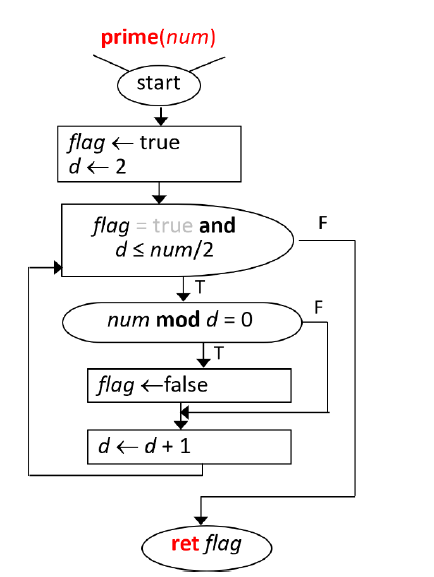 prime(num)
start
flag ← true
d ← 2
flag = true and
d ≤ num/2
F
T
num mod d = 0
F
T
flag ←false
d ← d + 1
ret flag